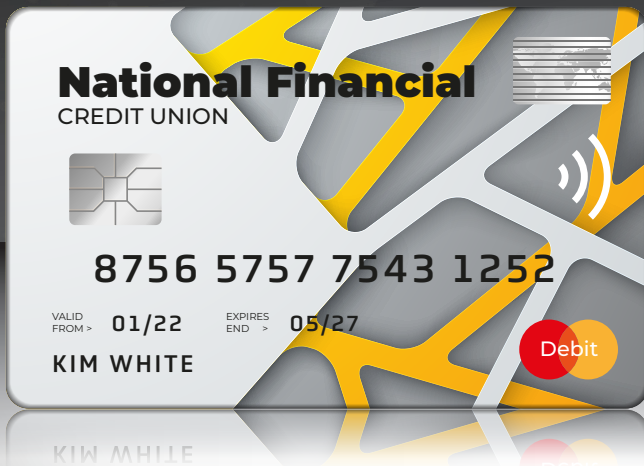 National Financial
CREDIT UNION
8756 5757 7543 1252
VALID FROM > 01/22 EXPIRES END > 05/27
KIM WHITE
Debit